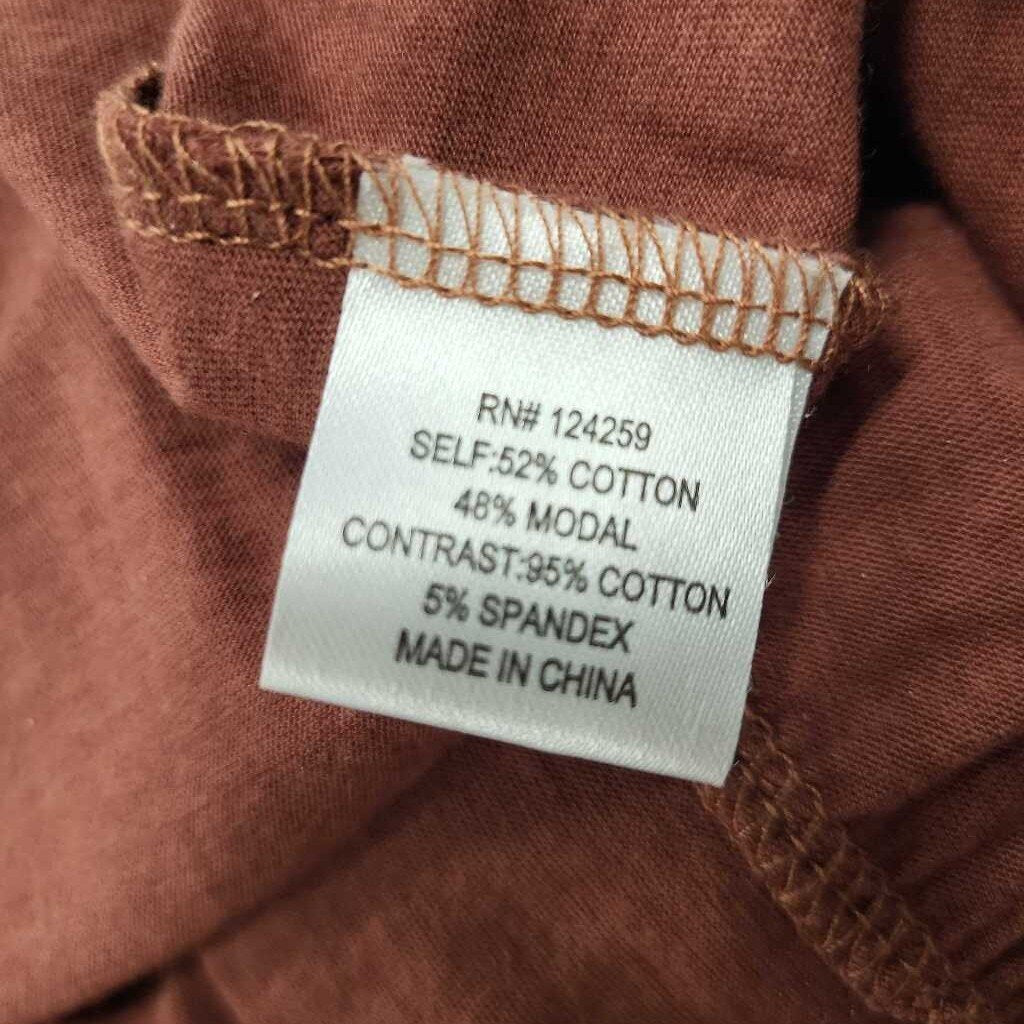 RN# 124259
SELF:52% COTTON
48% MODAL
CONTRAST:95% COTTON
5% SPANDEX
MADE IN CHINA